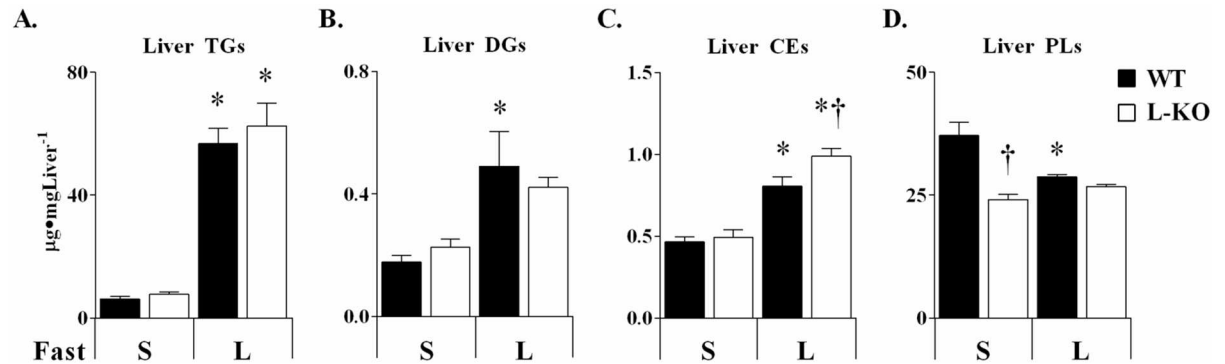 A.
Liver TGs
80
*
*
40
0
µg•mgLiver⁻¹
Fast
S
L
B.
Liver DGs
0.8
*
0.4
0.0
S
L
C.
Liver CEs
1.5
*†
*
1.0
0.5
0.0
S
L
D.
Liver PLs
50
†
*
25
0
S
L
WT
L-KO